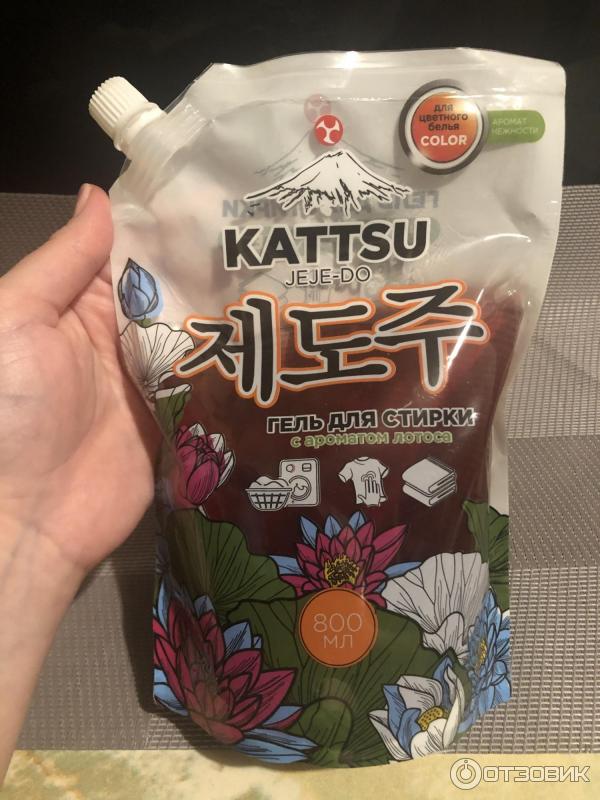 для
цветного
белья
COLOR
АРОМАТ
НЕЖНОСТИ
KATTSU
JEJE-DO
제도주
ГЕЛЬ ДЛЯ СТИРКИ
с ароматом лотоса
800
МЛ
ОТЗОВИК